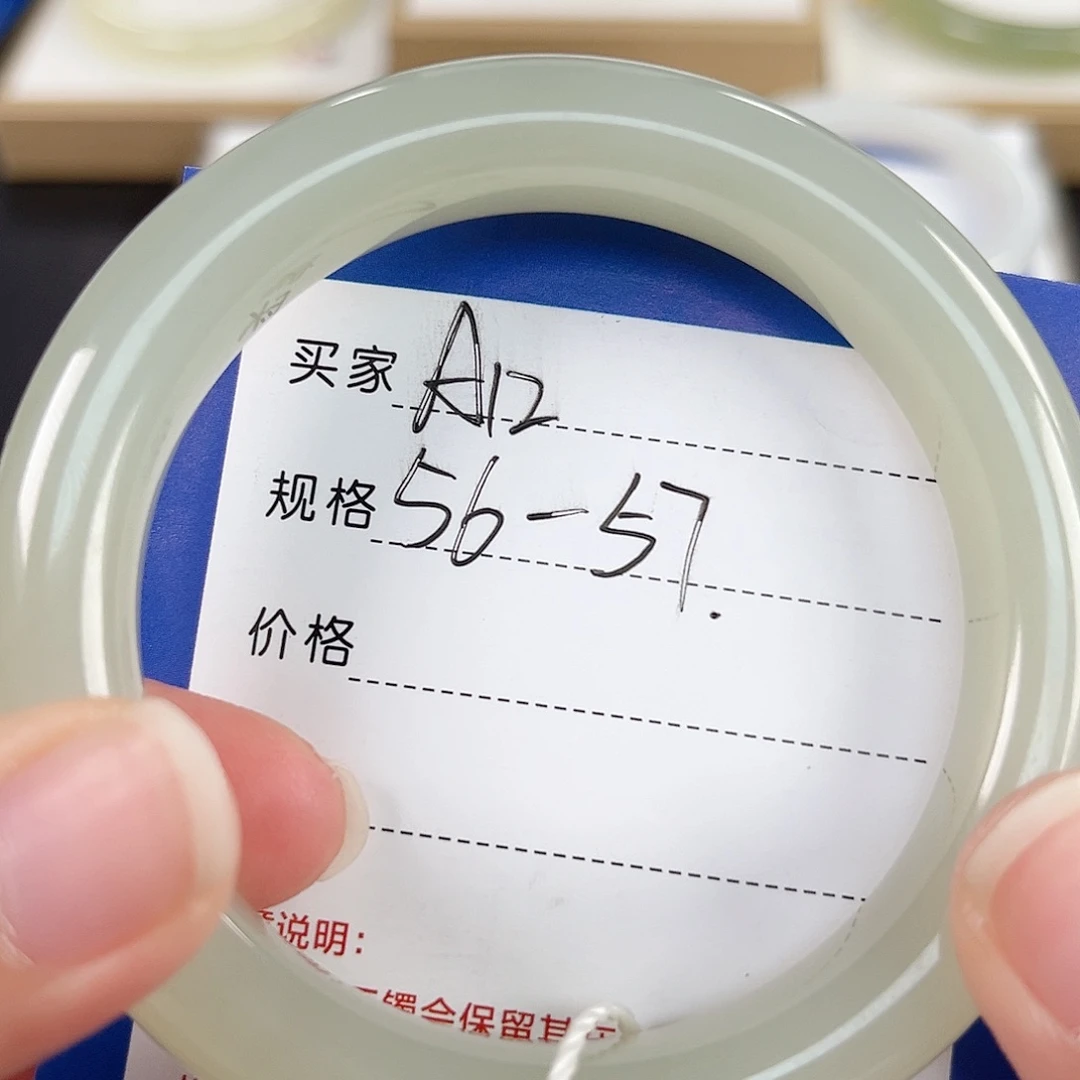 买家 A12
规格 56-57.
价格
说明：
镯会保留其